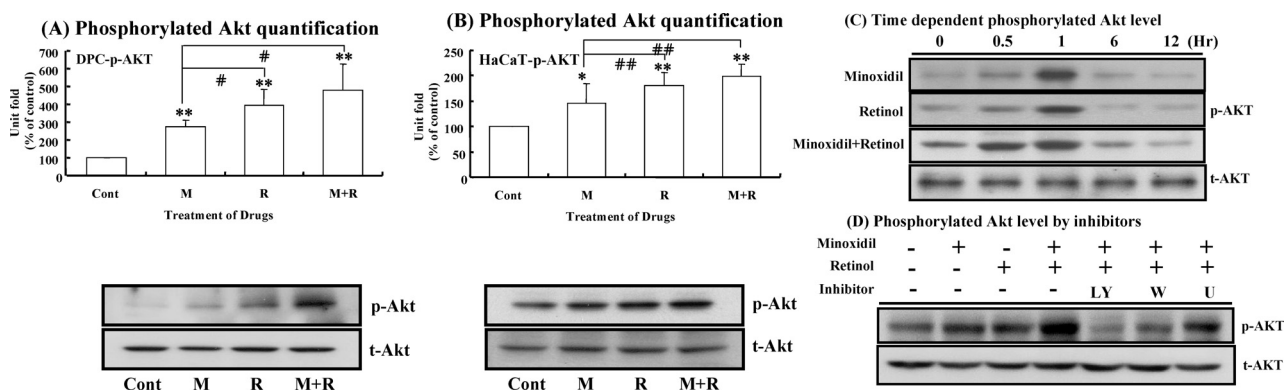 (A) Phosphorylated Akt quantification
DPC-p-AKT
Unit fold
(% of control)
700
600
500
400
300
200
100
0
**
**
**
#
#
Cont M R M+R
Treatment of Drugs
p-Akt
t-Akt
Cont M R M+R
(B) Phosphorylated Akt quantification
HaCaT-p-AKT
Unit fold
(% of control)
250
200
150
100
50
0
*
**
**
##
##
Cont M R M+R
Treatment of Drugs
p-Akt
t-Akt
Cont M R M+R
(C) Time dependent phosphorylated Akt level
0 0.5 1 6 12 (Hr)
Minoxidil
Retinol
p-AKT
Minoxidil+Retinol
t-AKT
(D) Phosphorylated Akt level by inhibitors
Minoxidil - + - + + + +
Retinol - - + + + + +
Inhibitor - - - - LY W U
p-AKT
t-AKT